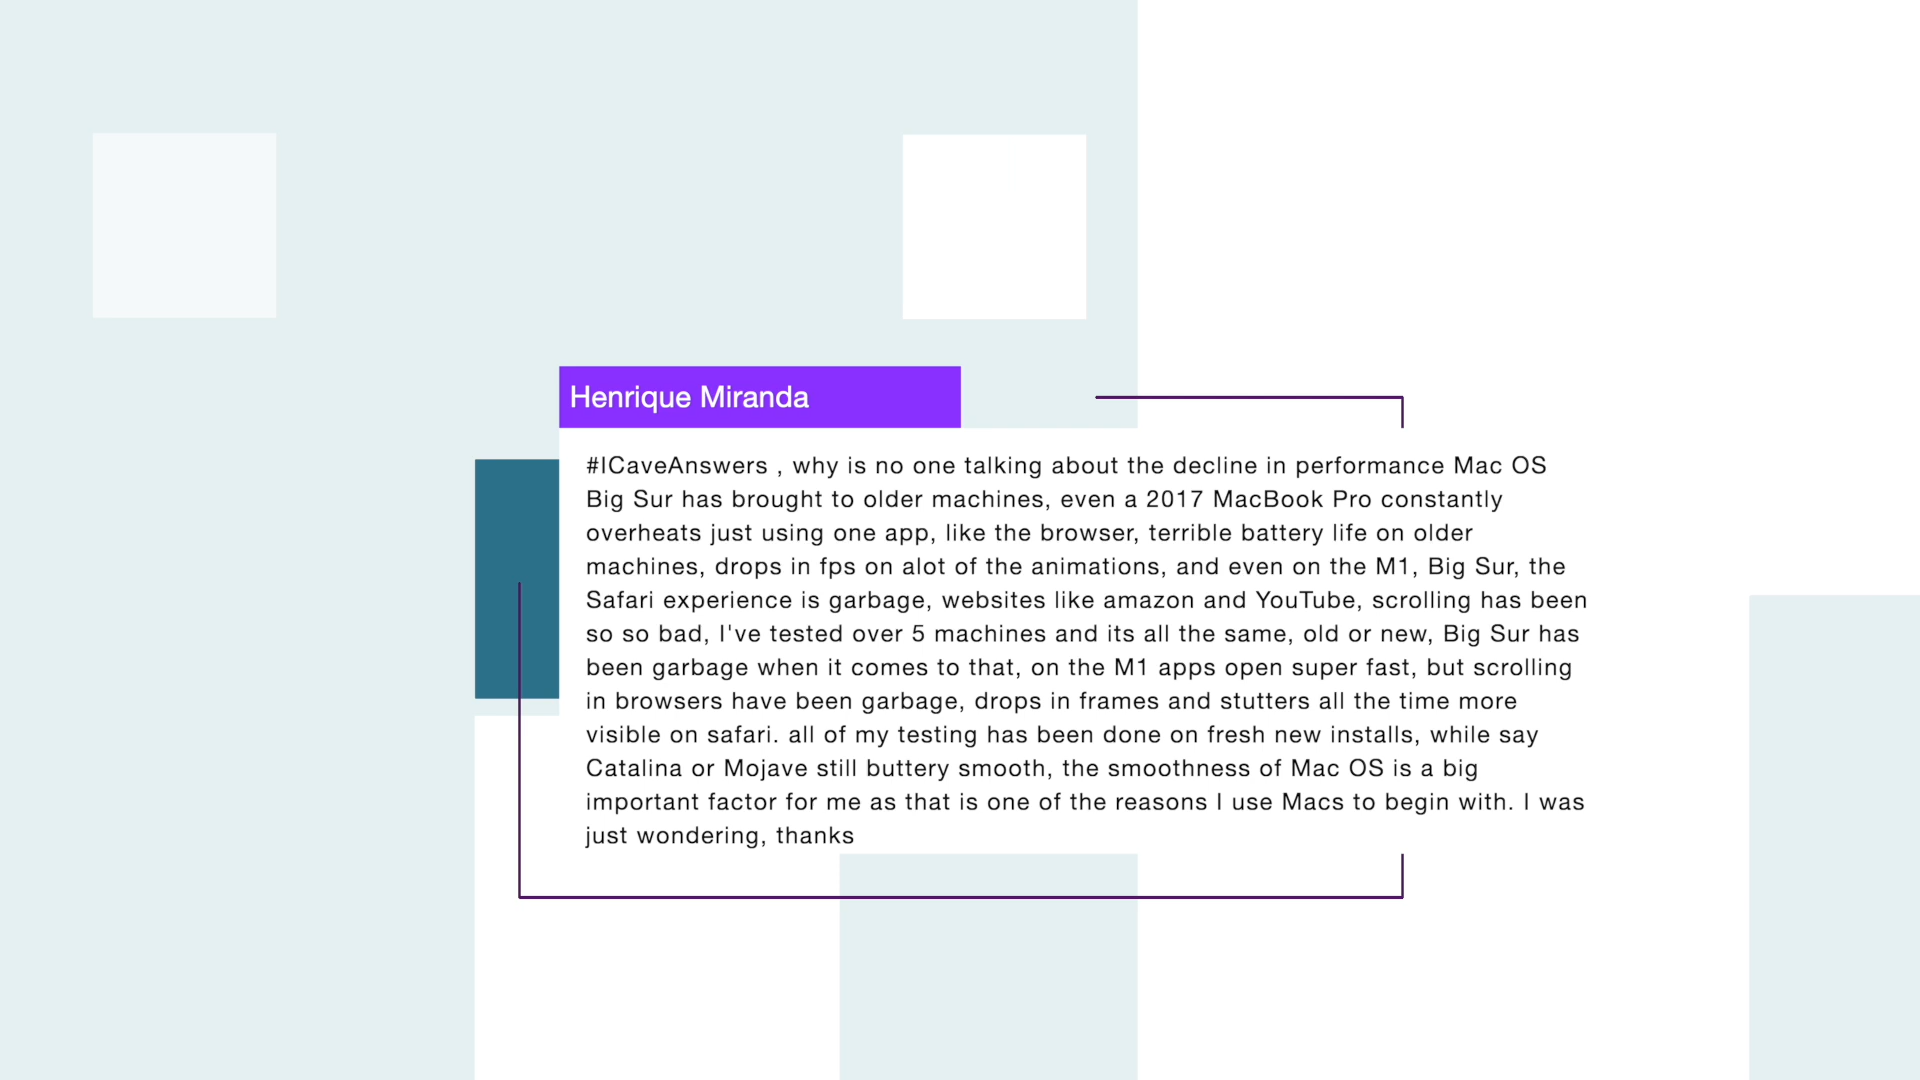 Henrique Miranda
#ICaveAnswers , why is no one talking about the decline in performance Mac OS
Big Sur has brought to older machines, even a 2017 MacBook Pro constantly
overheats just using one app, like the browser, terrible battery life on older
machines, drops in fps on alot of the animations, and even on the M1, Big Sur, the
Safari experience is garbage, websites like amazon and YouTube, scrolling has been
so so bad, I've tested over 5 machines and its all the same, old or new, Big Sur has
been garbage when it comes to that, on the M1 apps open super fast, but scrolling
in browsers have been garbage, drops in frames and stutters all the time more
visible on safari. all of my testing has been done on fresh new installs, while say
Catalina or Mojave still buttery smooth, the smoothness of Mac OS is a big
important factor for me as that is one of the reasons I use Macs to begin with. I was
just wondering, thanks